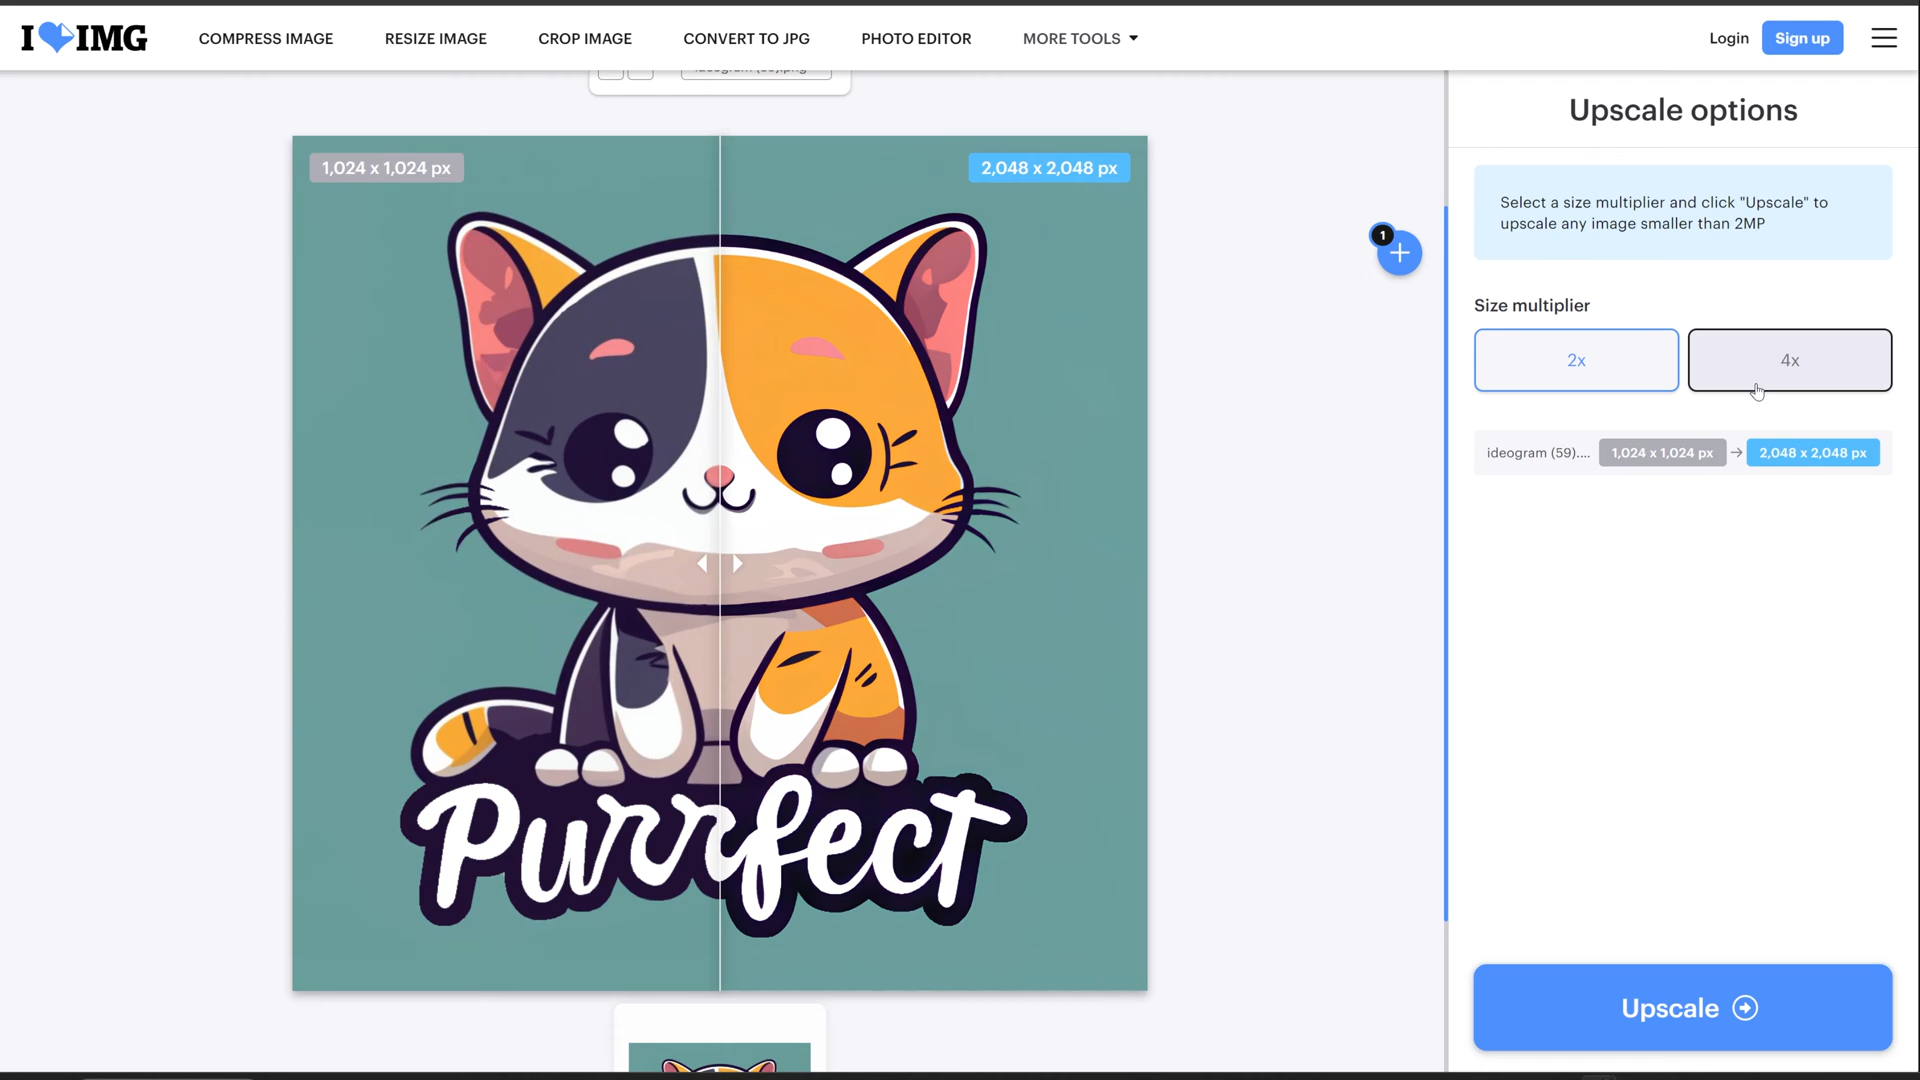 I IMG
COMPRESS IMAGE
RESIZE IMAGE
CROP IMAGE
CONVERT TO JPG
PHOTO EDITOR
MORE TOOLS
Login
Sign up
1,024 x 1,024 px
2,048 x 2,048 px
Purrfect
1
Upscale options
Select a size multiplier and click "Upscale" to
upscale any image smaller than 2MP
Size multiplier
2x
4x
ideogram (59)....
1,024 x 1,024 px
2,048 x 2,048 px
Upscale